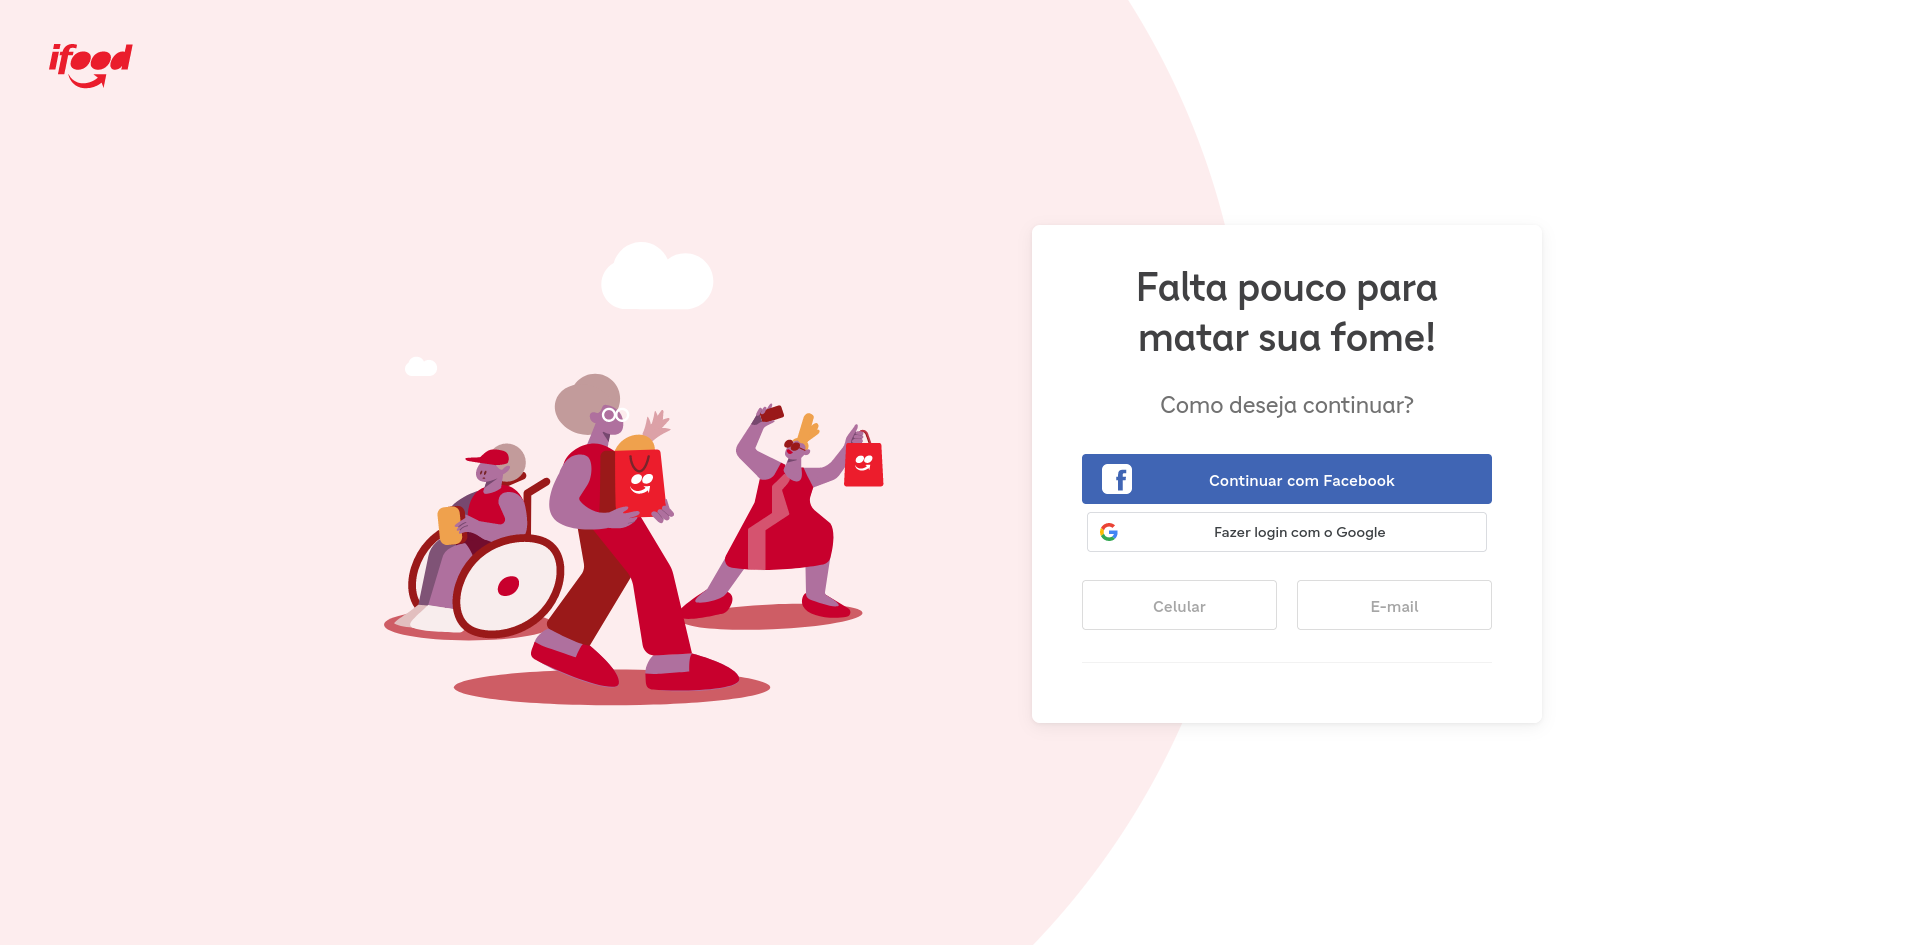 ifood
Falta pouco para
matar sua fome!
Como deseja continuar?
Continuar com Facebook
Fazer login com o Google
Celular
E-mail